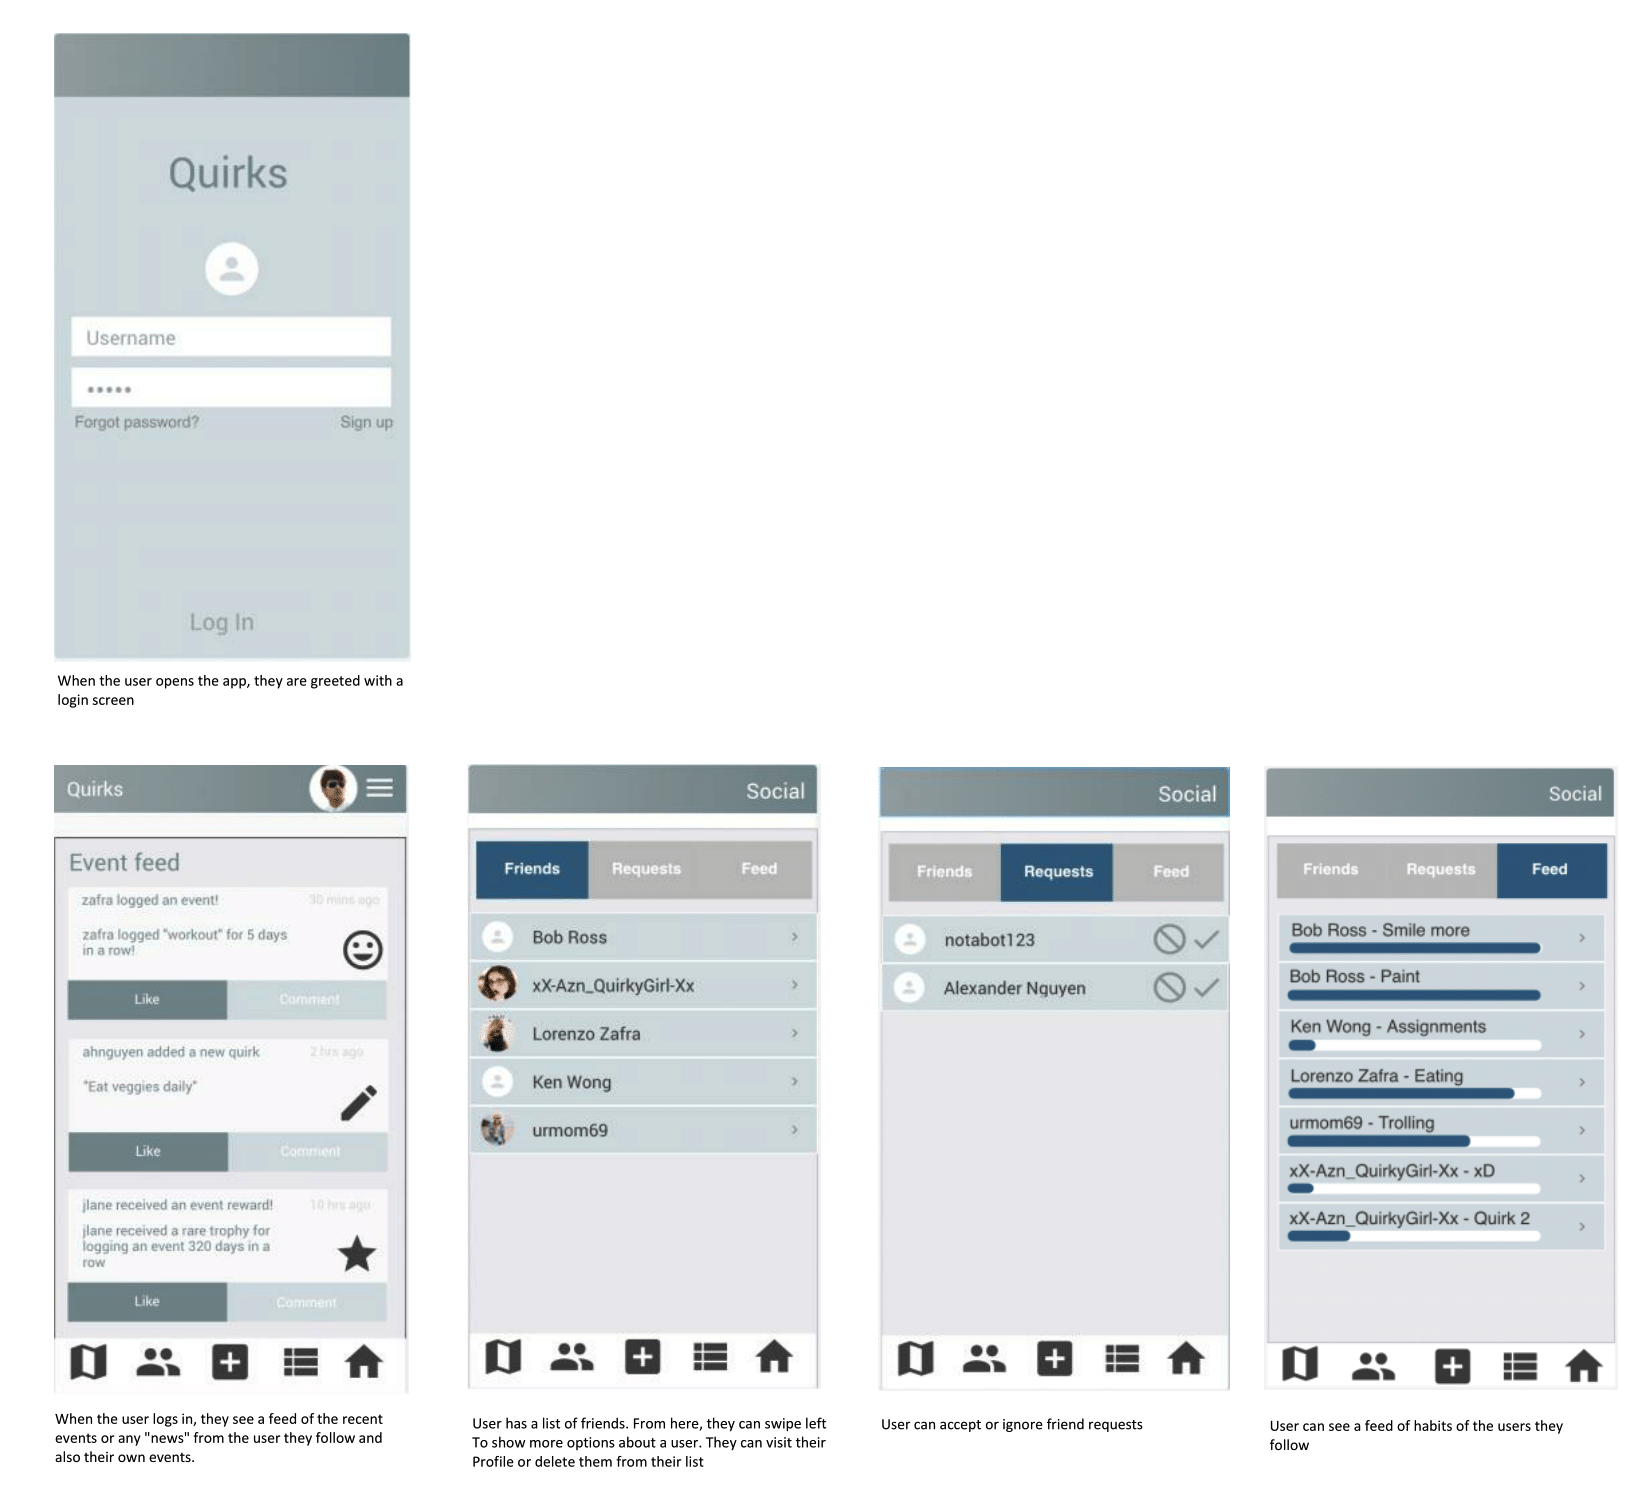 Quirks
Username
Forgot password?
Sign up
Log In
When the user opens the app, they are greeted with a
login screen
Quirks
Event feed
zafra logged an event!
30 mins ago
zafra logged "workout" for 5 days
in a row!
Like
Comment
ahnguyen added a new quirk
2 hrs ago
"Eat veggies daily"
Like
Comment
jlane received an event reward!
10 hrs ago
jlane received a rare trophy for
logging an event 320 days in a
row
Like
Comment
When the user logs in, they see a feed of the recent
events or any "news" from the user they follow and
also their own events.
Social
Friends
Requests
Feed
Bob Ross
xX-Azn_QuirkyGirl-Xx
Lorenzo Zafra
Ken Wong
urmom69
User has a list of friends. From here, they can swipe left
To show more options about a user. They can visit their
Profile or delete them from their list
Social
Friends
Requests
Feed
notabot123
Alexander Nguyen
User can accept or ignore friend requests
Social
Friends
Requests
Feed
Bob Ross - Smile more
Bob Ross - Paint
Ken Wong - Assignments
Lorenzo Zafra - Eating
urmom69 - Trolling
xX-Azn_QuirkyGirl-Xx - xD
xX-Azn_QuirkyGirl-Xx - Quirk 2
User can see a feed of habits of the users they
follow